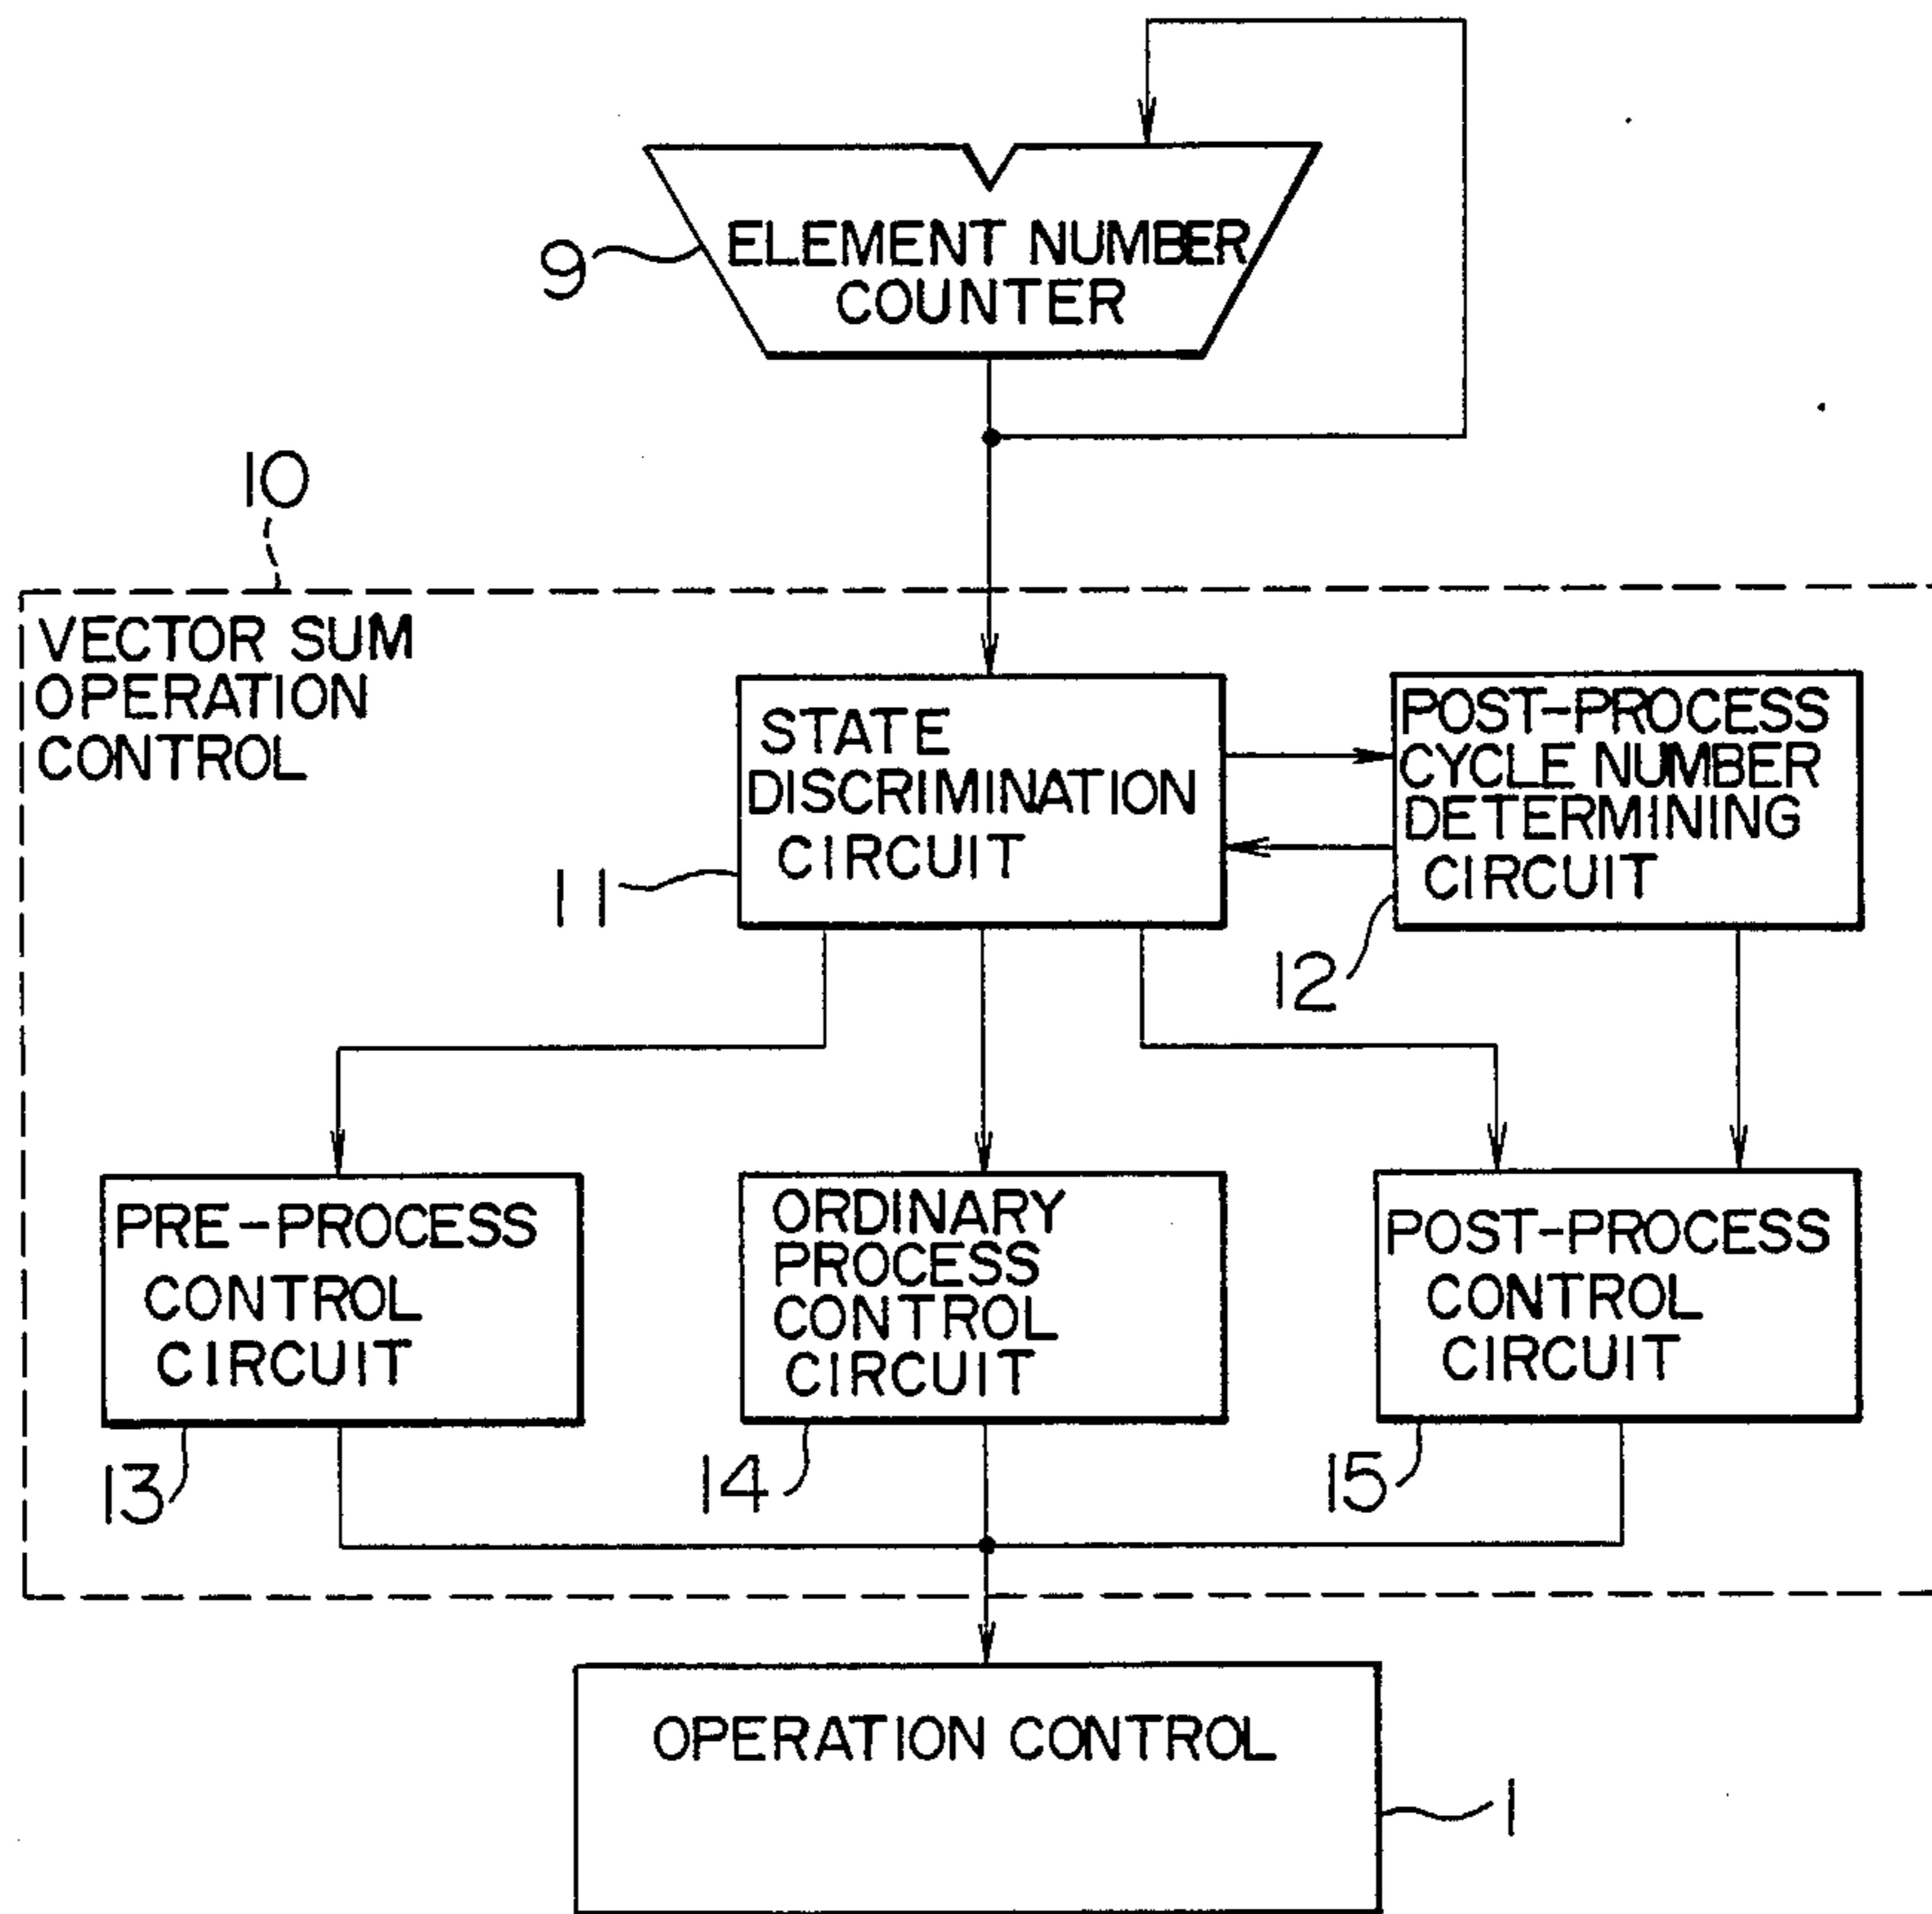 ELEMENT NUMBER
COUNTER
9
10
VECTOR SUM
OPERATION
CONTROL
STATE
DISCRIMINATION
CIRCUIT
11
POST-PROCESS
CYCLE NUMBER
DETERMINING
CIRCUIT
12
PRE-PROCESS
CONTROL
CIRCUIT
13
ORDINARY
PROCESS
CONTROL
CIRCUIT
14
POST-PROCESS
CONTROL
CIRCUIT
15
OPERATION CONTROL
1